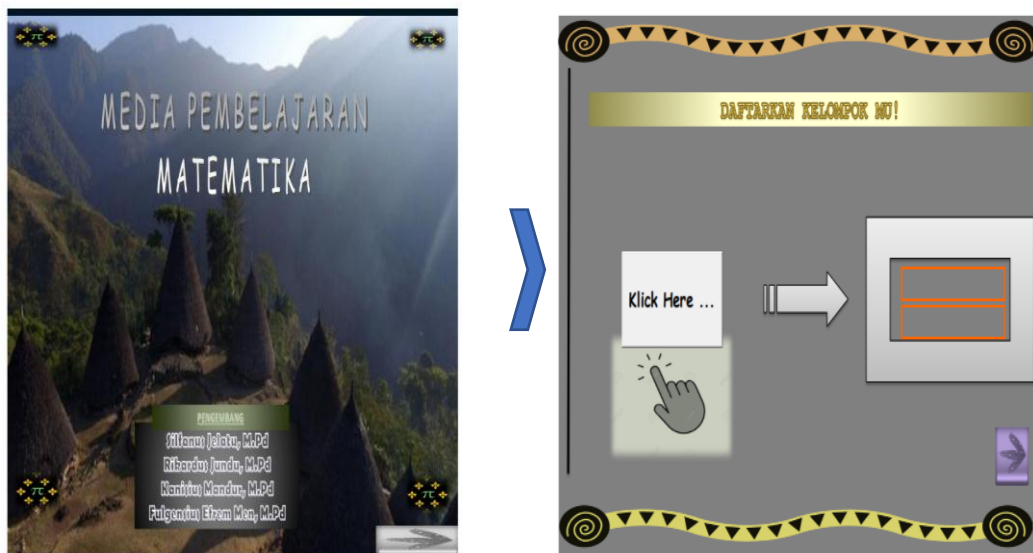 MEDIA PEMBELAJARAN
MATEMATIKA
PENGEMBANG
Silfanus Jelatu, M.Pd
Rikardus Jundu, M.Pd
Kanisius Mandur, M.Pd
Fulgensius Efrem Men, M.Pd
DAFTARKAN KELOMPOK MU!
Klick Here ...